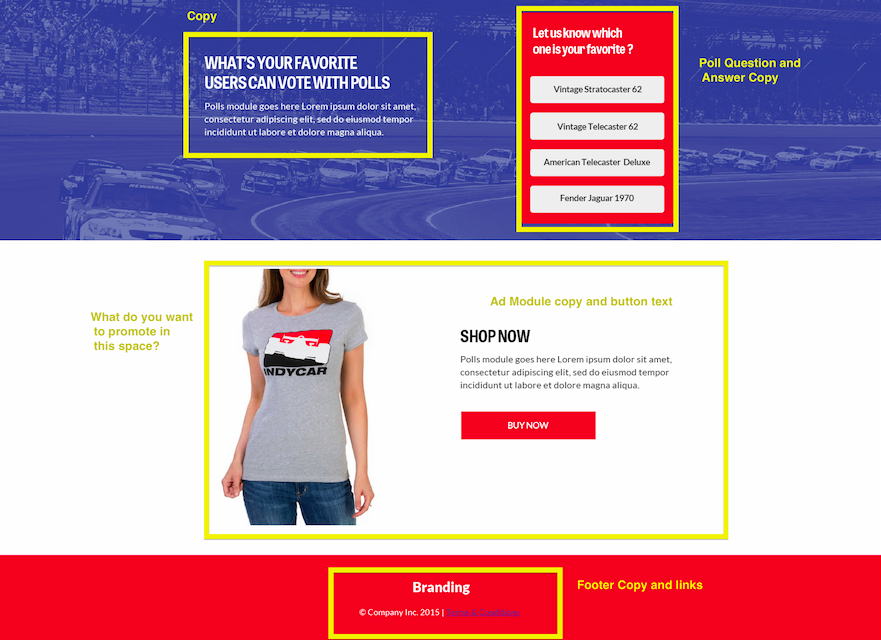 Copy
WHAT'S YOUR FAVORITE
USERS CAN VOTE WITH POLLS
Polls module goes here Lorem ipsum dolor sit amet,
consectetur adipiscing elit, sed do eiusmod tempor
incididunt ut labore et dolore magna aliqua.
Let us know which
one is your favorite ?
Vintage Stratocaster 62
Vintage Telecaster 62
American Telecaster Deluxe
Fender Jaguar 1970
Poll Question and
Answer Copy
What do you want
to promote in
this space?
INDYCAR
Ad Module copy and button text
SHOP NOW
Polls module goes here Lorem ipsum dolor sit amet,
consectetur adipiscing elit, sed do eiusmod tempor
incididunt ut labore et dolore magna aliqua.
BUY NOW
Branding
© Company Inc. 2015 |
Footer Copy and links